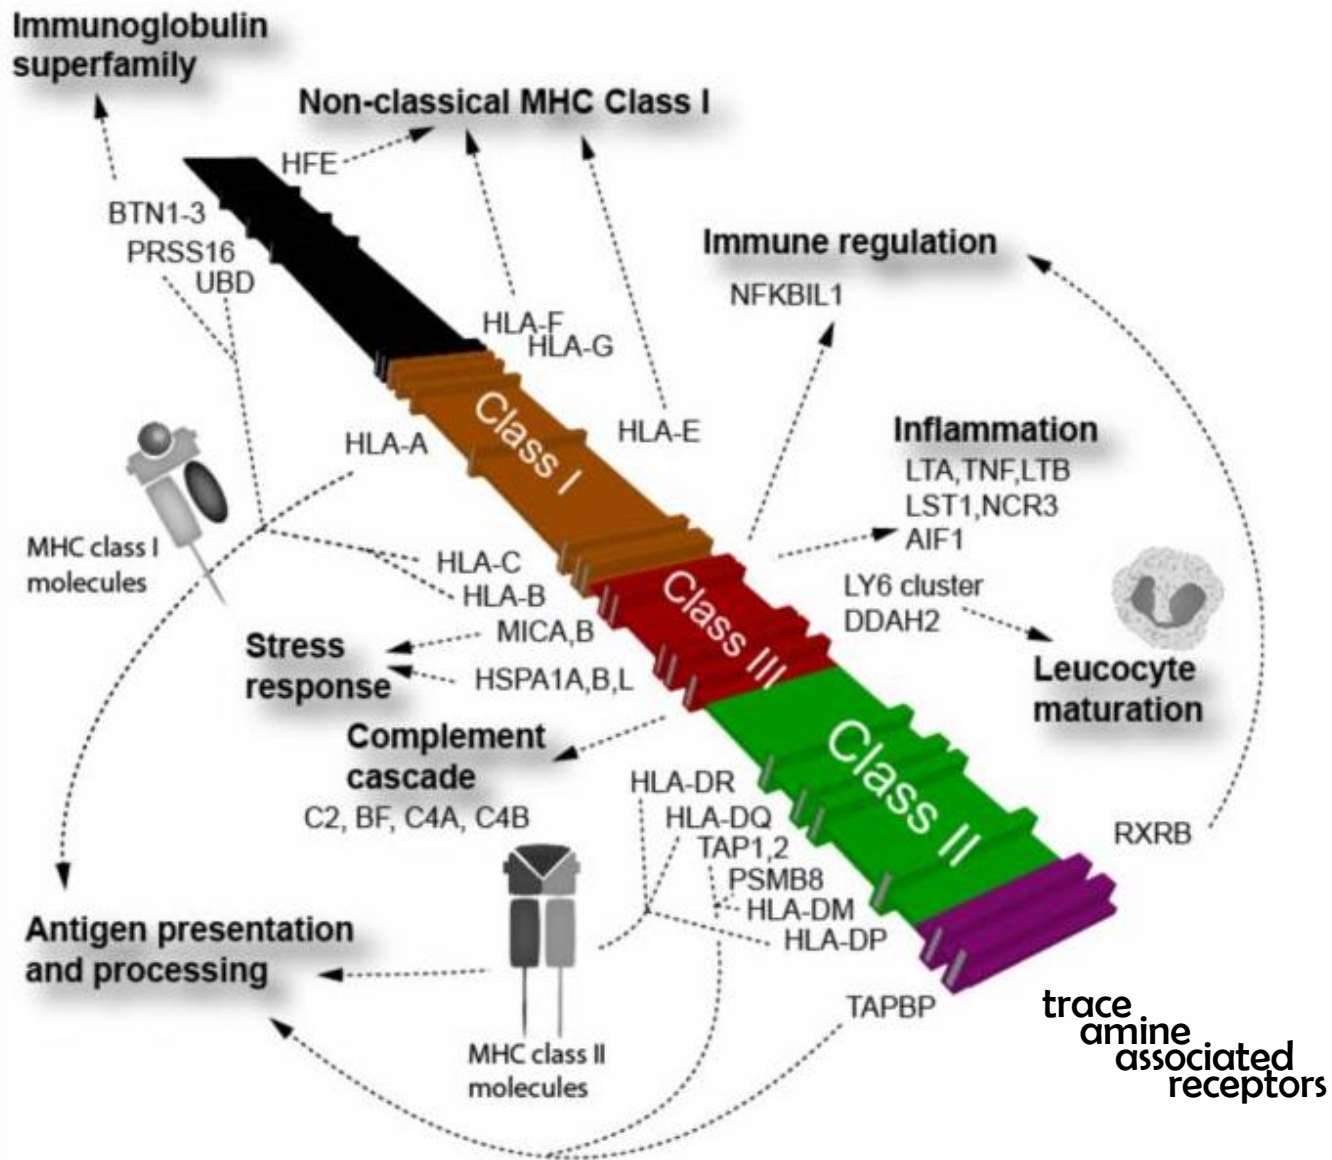 Immunoglobulin
superfamily
Non-classical MHC Class I
HFE
BTN1-3
PRSS16
UBD
Immune regulation
NFKBIL1
HLA-F
HLA-G
HLA-E
HLA-A
Class I
Inflammation
LTA,TNF,LTB
LST1,NCR3
AIF1
MHC class I
molecules
HLA-C
HLA-B
MICA,B
HSPA1A,B,L
Stress
response
Class III
LY6 cluster
DDAH2
Leucocyte
maturation
Complement
cascade
C2, BF, C4A, C4B
Class II
HLA-DR
HLA-DQ
TAP1,2
PSMB8
HLA-DM
HLA-DP
RXRB
Antigen presentation
and processing
MHC class II
molecules
TAPBP
trace
amine
associated
receptors